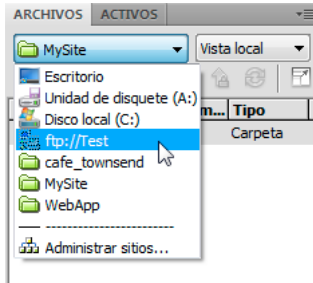 ARCHIVOS ACTIVOS
MySite Vista local
Escritorio
Unidad de disquete (A:)
Disco local (C:)
m... Tipo
ftp://Test Carpeta
cafe_townsend
MySite
WebApp
Administrar sitios...